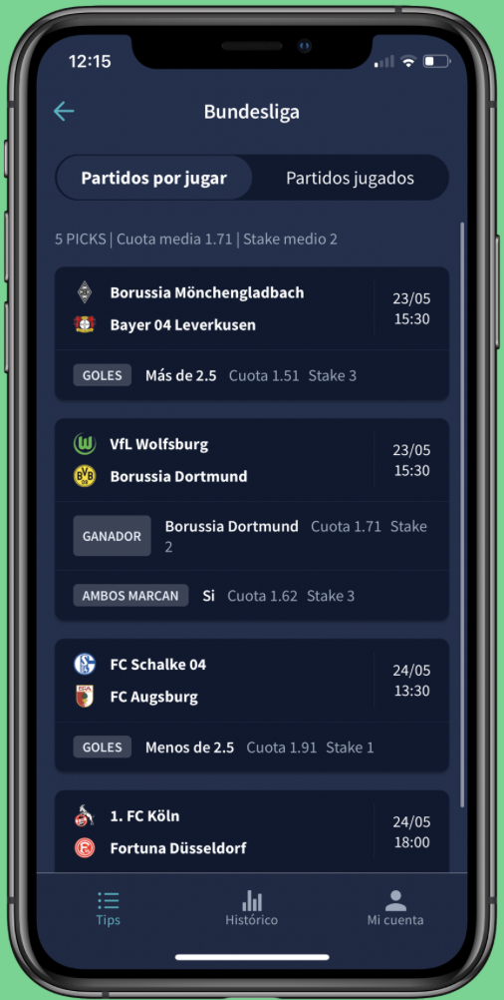 12:15
Bundesliga
Partidos por jugar
Partidos jugados
5 PICKS | Cuota media 1.71 | Stake medio 2
Borussia Mönchengladbach
Bayer 04 Leverkusen
23/05
15:30
GOLES Más de 2.5 Cuota 1.51 Stake 3
VfL Wolfsburg
Borussia Dortmund
23/05
15:30
GANADOR Borussia Dortmund Cuota 1.71 Stake
2
AMBOS MARCAN Si Cuota 1.62 Stake 3
FC Schalke 04
FC Augsburg
24/05
13:30
GOLES Menos de 2.5 Cuota 1.91 Stake 1
1. FC Köln
Fortuna Düsseldorf
24/05
18:00
Tips
Histórico
Mi cuenta